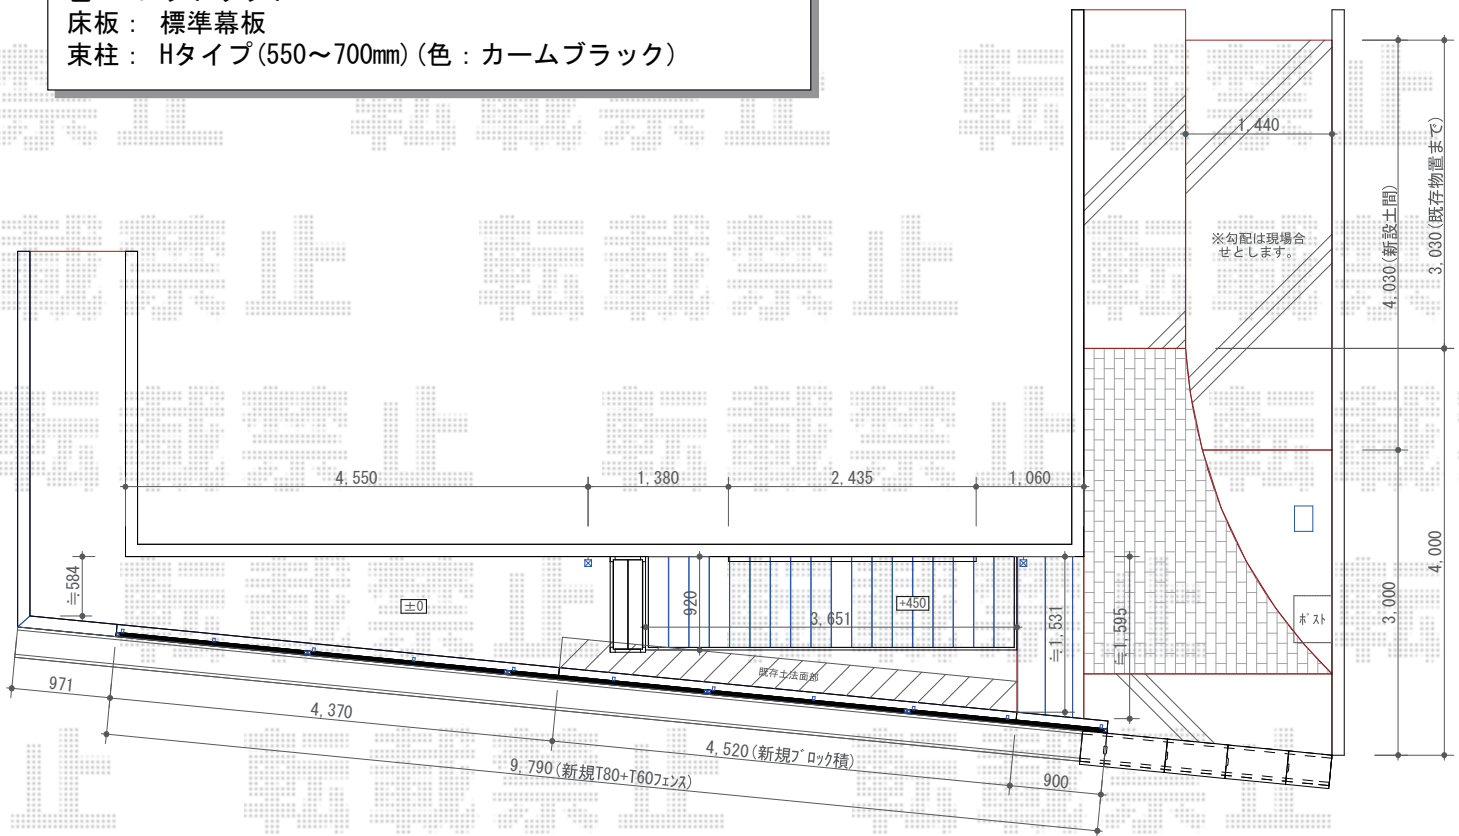 床板： 標準幕板
束柱： Hタイプ(550～700mm)(色：カームブラック)
転載禁止
1,440
※勾配は現場合
せとします。
4,030(新設土間)
3,030(既存物置まで)
4,550
1,380
2,435
1,060
4,000
3,000
ポスト
≒584
±0
920
3,651
+450
≒1,531
≒1,595
既存土法面部
971
4,370
4,520(新規ブロック積)
9,790(新規T80+T60フェンス)
900